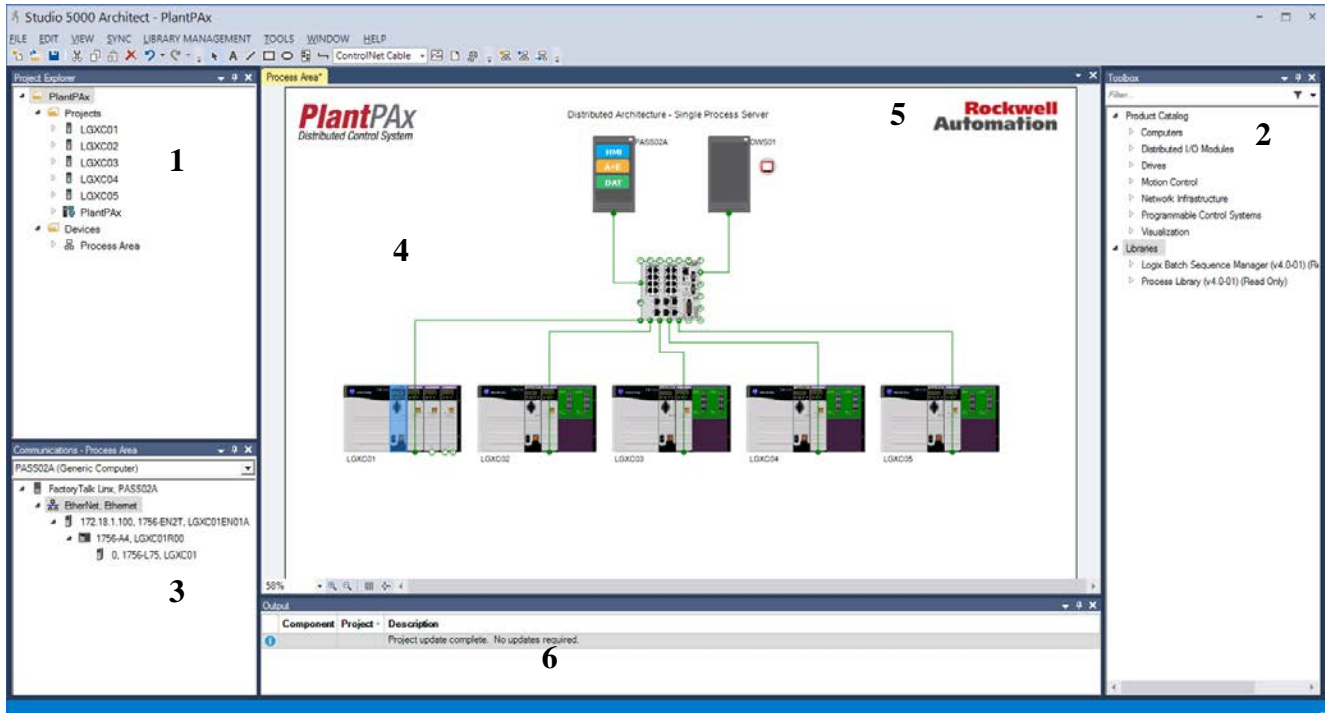 Studio 5000 Architect - PlantPAx
FILE EDIT VIEW SYNC LIBRARY MANAGEMENT TOOLS WINDOW HELP
ControlNet Cable
Project Explorer
PlantPAx
Projects
LGXC01
LGXC02
LGXC03
LGXC04
LGXC05
PlantPAx
Devices
Process Area
1
Communications - Process Area
PASS02A (Generic Computer)
FactoryTalk Linx, PASS02A
EtherNet, Ethernet
172.18.1.100, 1756-EN2T, LGXC01EN01A
1756-A4, LGXC01R00
0, 1756-L75, LGXC01
3
Process Area*
PlantPAx
Distributed Control System
Distributed Architecture - Single Process Server
5
Rockwell
Automation
PASS02A
OWS01
HMI
A+E
DAT
4
LGXC01
LGXC02
LGXC03
LGXC04
LGXC05
58%
Output
Component Project Description
Project update complete. No updates required.
6
Toolbox
Filter...
Product Catalog
Computers
Distributed I/O Modules
Drives
Motion Control
Network Infrastructure
Programmable Control Systems
Visualization
Libraries
Logix Batch Sequence Manager (v4.0-01) (Re
Process Library (v4.0-01) (Read Only)
2